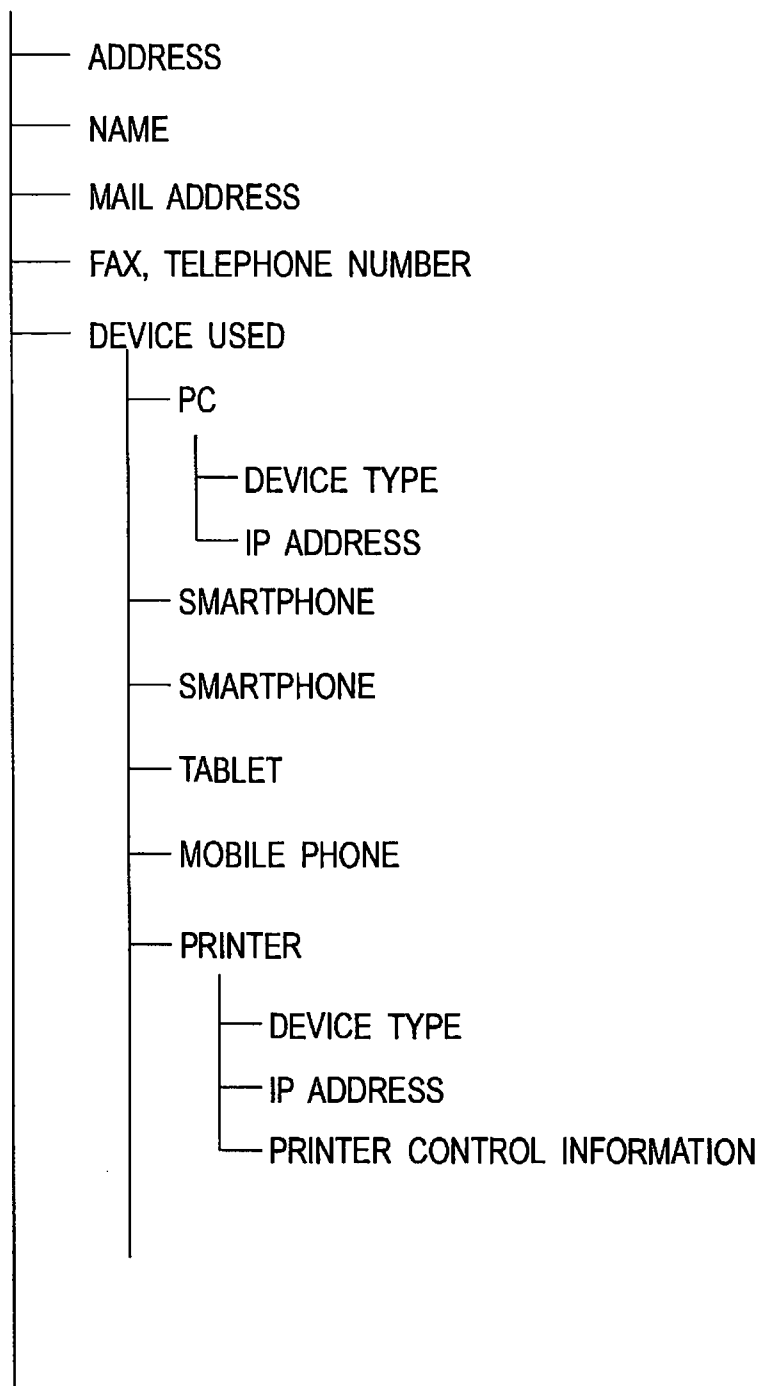 ADDRESS
NAME
MAIL ADDRESS
FAX, TELEPHONE NUMBER
DEVICE USED
PC
DEVICE TYPE
IP ADDRESS
SMARTPHONE
SMARTPHONE
TABLET
MOBILE PHONE
PRINTER
DEVICE TYPE
IP ADDRESS
PRINTER CONTROL INFORMATION